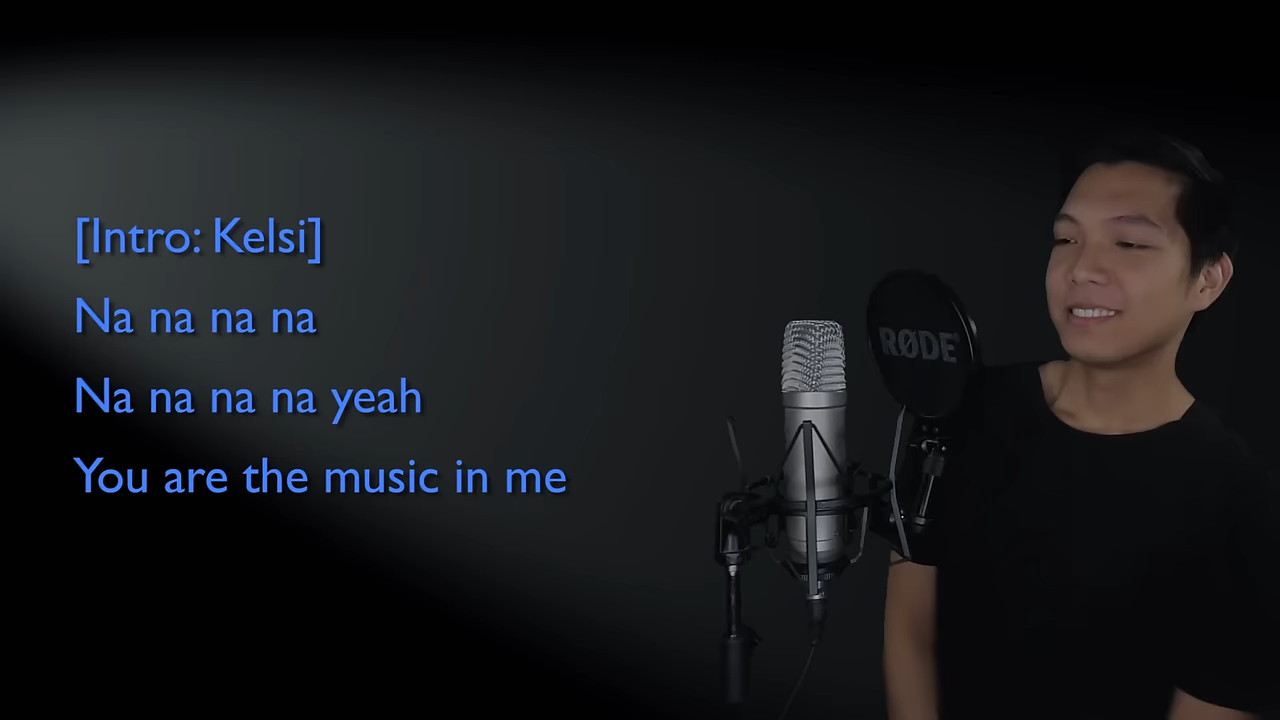 [Intro: Kelsi]
Na na na na
Na na na na yeah
You are the music in me
RØDE